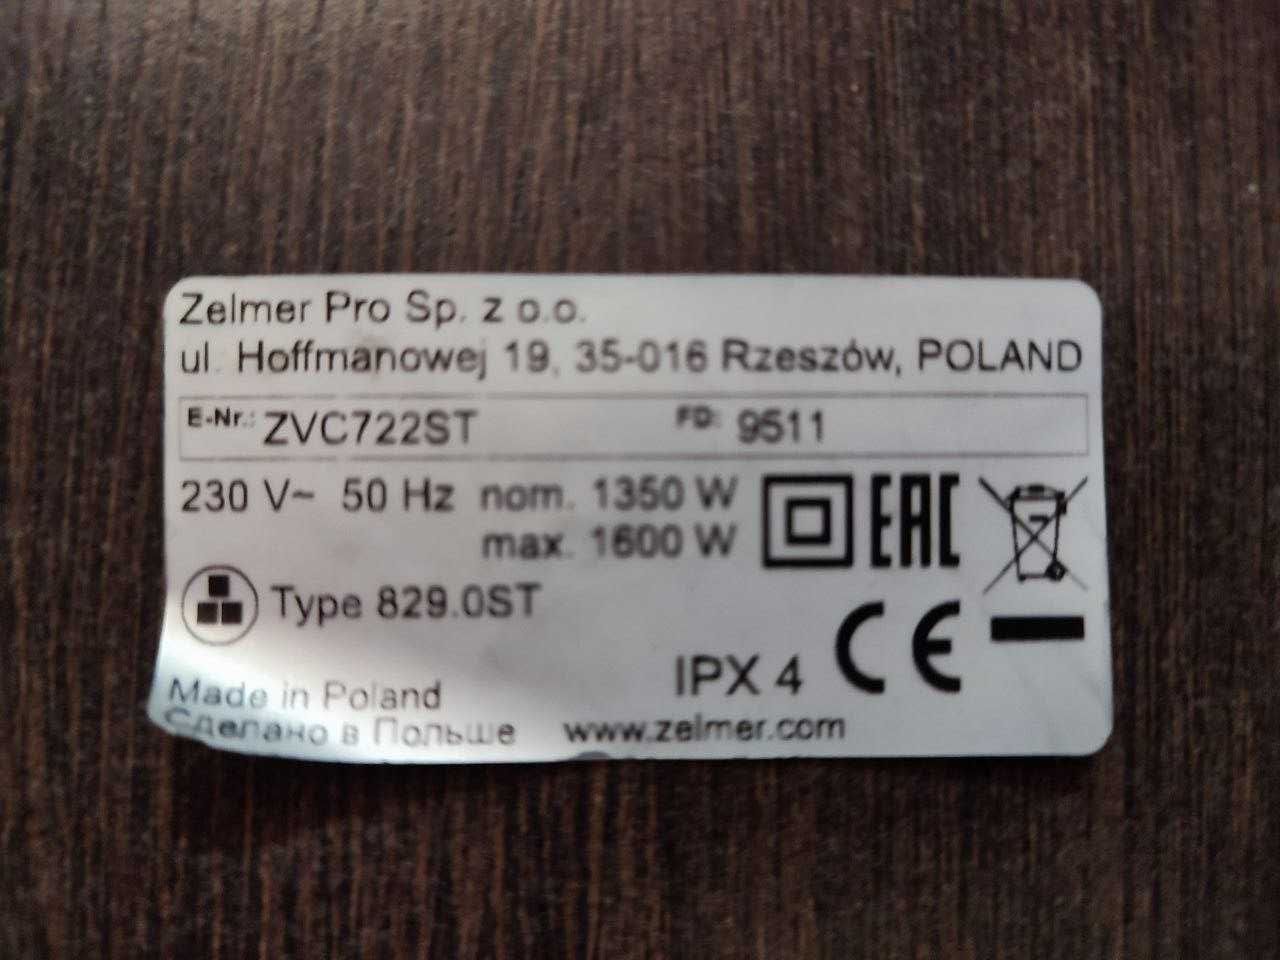 Zelmer Pro Sp. z o.o.
ul. Hoffmanowej 19, 35-016 Rzeszów, POLAND
E-Nr.: ZVC722ST FD: 9511
230 V~ 50 Hz nom. 1350 W
max. 1600 W
EAC
Type 829.0ST
CE
IPX 4
Made in Poland
Сделано в Польше www.zelmer.com